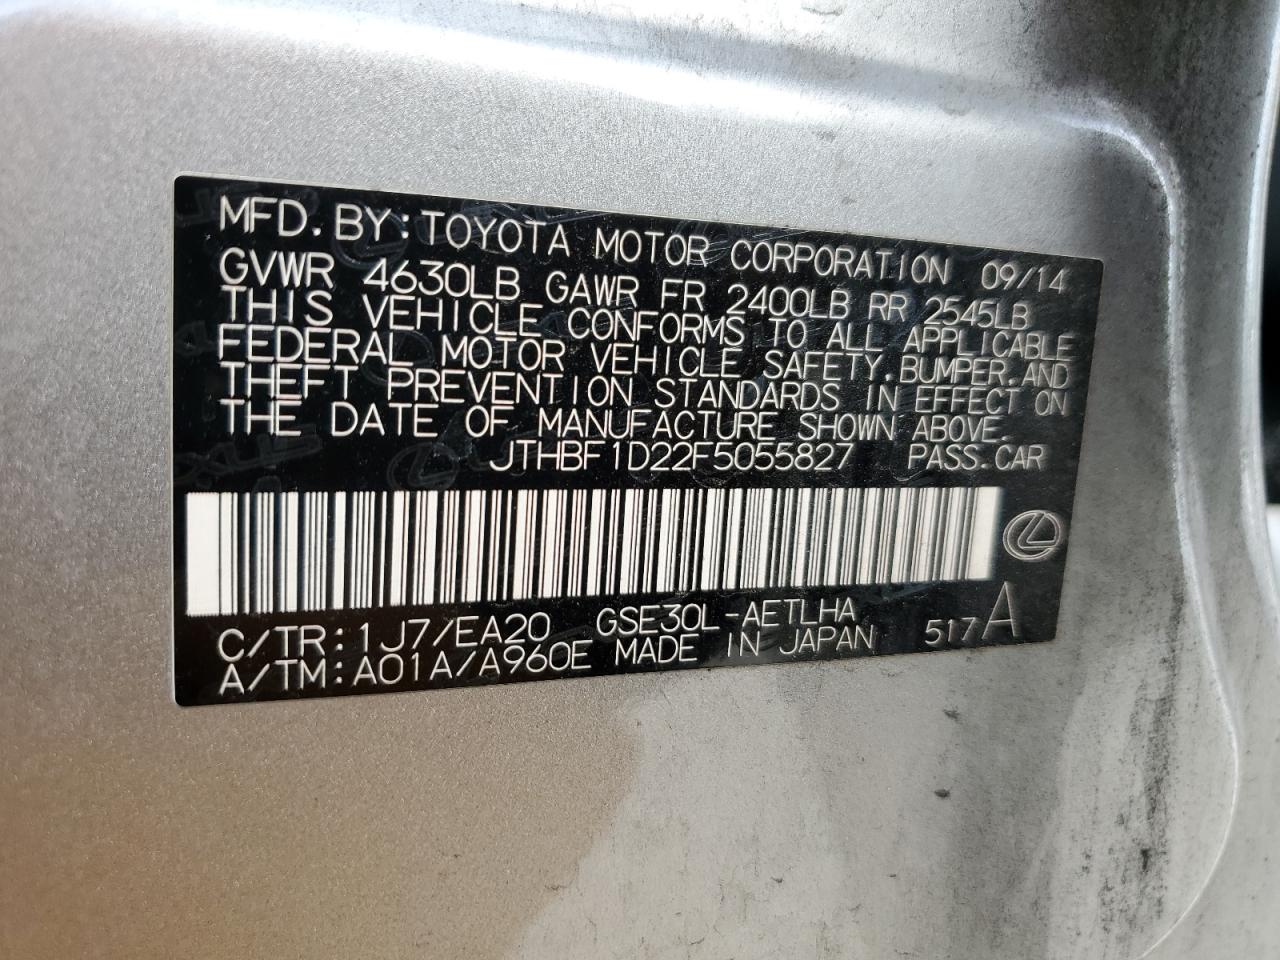 MFD. BY: TOYOTA MOTOR CORPORATION 09/14
GVWR 4630LB GAWR FR 2400LB RR 2545LB
THIS VEHICLE CONFORMS TO ALL APPLICABLE
FEDERAL MOTOR VEHICLE SAFETY, BUMPER, AND
THEFT PREVENTION STANDARDS IN EFFECT ON
THE DATE OF MANUFACTURE SHOWN ABOVE.
JTHBF1D22F5055827 PASS. CAR
C/TR: 1J7/EA20 GSE30L-AETLHA
A/TM: A01A/A960E MADE IN JAPAN 517A